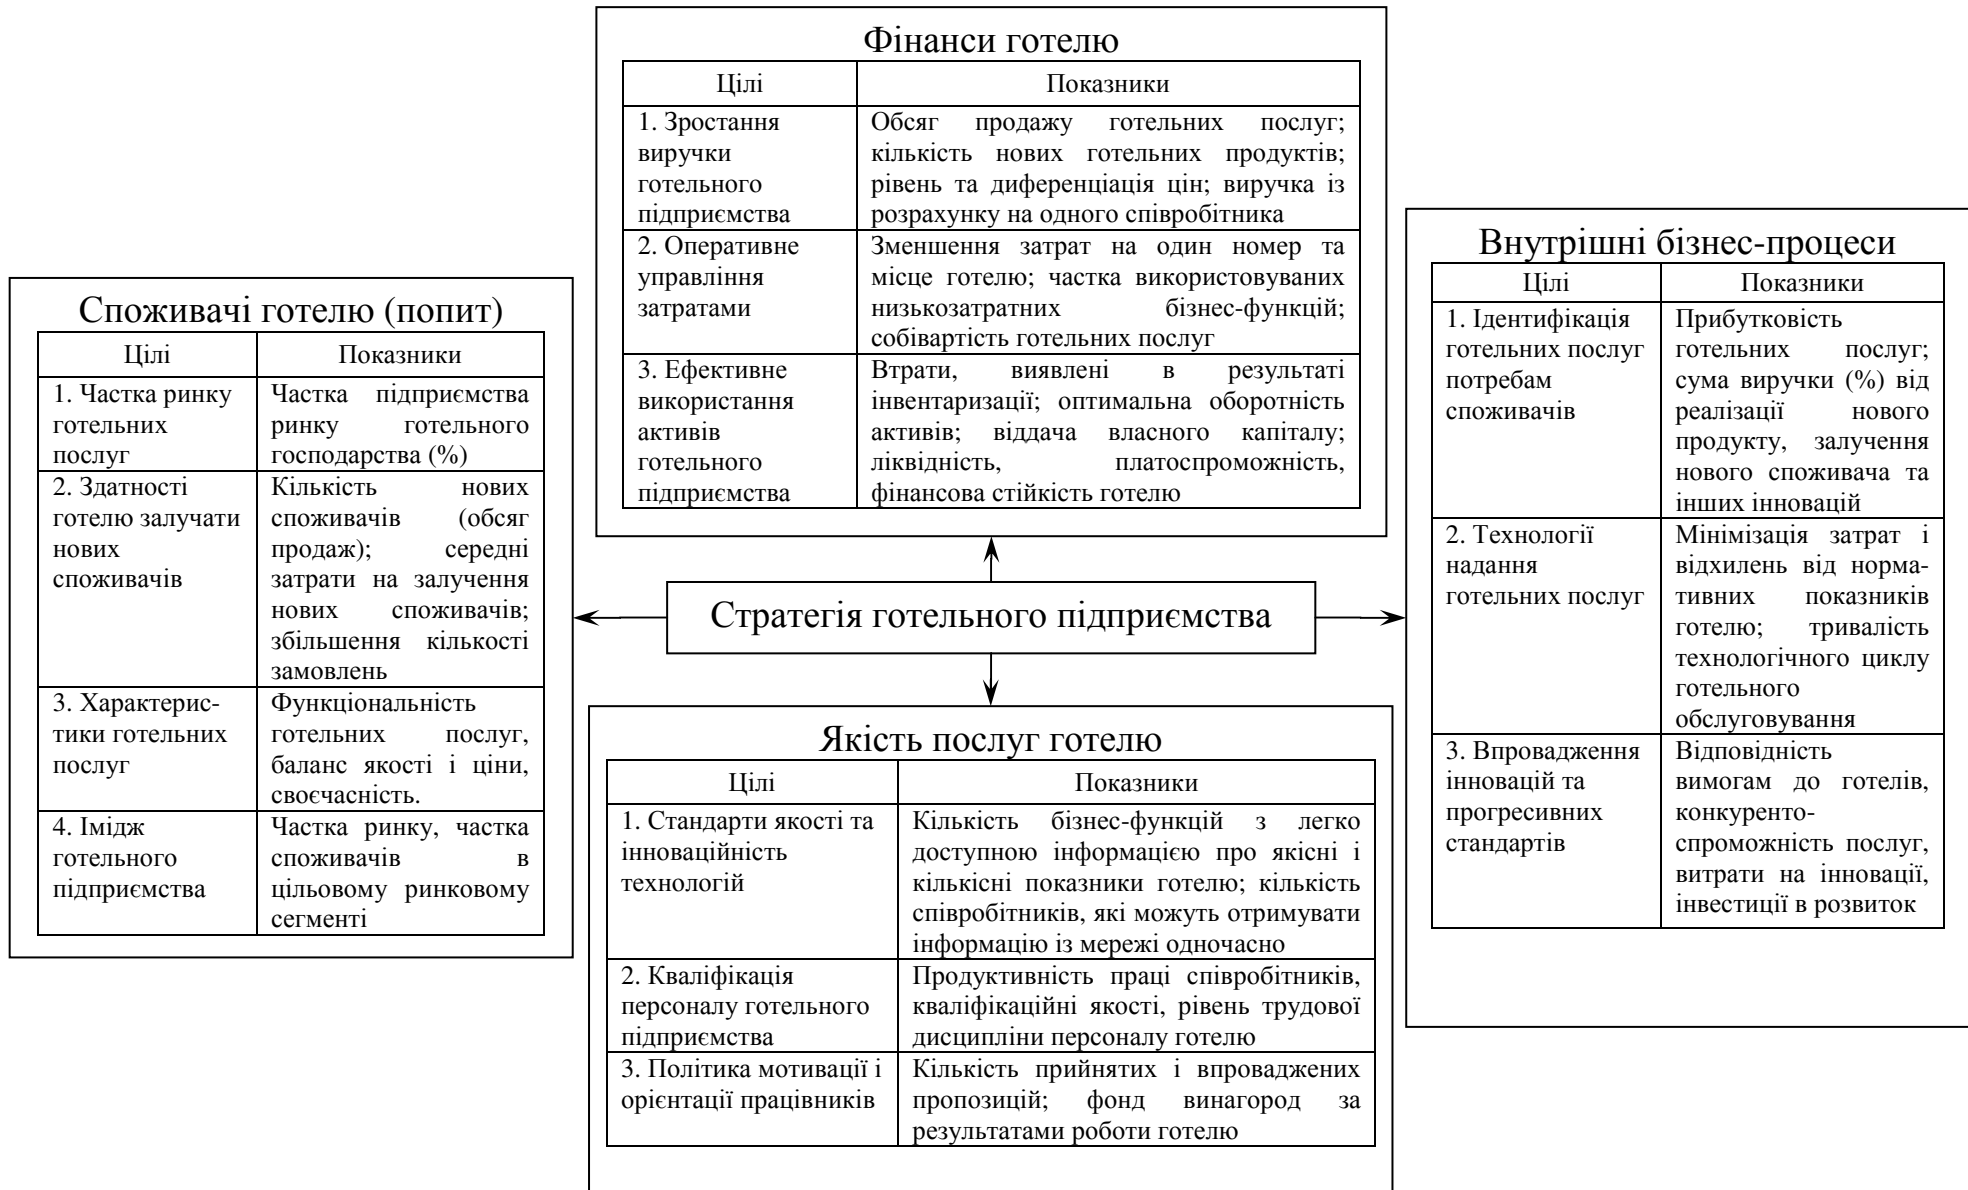 Фінанси готелю
Цілі
Показники
1. Зростання
виручки
готельного
підприємства
Обсяг продажу готельних послуг;
кількість нових готельних продуктів;
рівень та диференціація цін; виручка із
розрахунку на одного співробітника
2. Оперативне
управління
затратами
Зменшення затрат на один номер та
місце готелю; частка використовуваних
низькозатратних бізнес-функцій;
собівартість готельних послуг
3. Ефективне
використання
активів
готельного
підприємства
Втрати, виявлені в результаті
інвентаризації; оптимальна оборотність
активів; віддача власного капіталу;
ліквідність, платоспроможність,
фінансова стійкість готелю
Споживачі готелю (попит)
Цілі
Показники
1. Частка ринку
готельних
послуг
Частка підприємства
ринку готельного
господарства (%)
2. Здатності
готелю залучати
нових
споживачів
Кількість нових
споживачів (обсяг
продаж); середні
затрати на залучення
нових споживачів;
збільшення кількості
замовлень
3. Характерис-
тики готельних
послуг
Функціональність
готельних послуг,
баланс якості і ціни,
своєчасність.
4. Імідж
готельного
підприємства
Частка ринку, частка
споживачів в
цільовому ринковому
сегменті
Стратегія готельного підприємства
Внутрішні бізнес-процеси
Цілі
Показники
1. Ідентифікація
готельних послуг
потребам
споживачів
Прибутковість
готельних послуг;
сума виручки (%) від
реалізації нового
продукту, залучення
нового споживача та
інших інновацій
2. Технології
надання
готельних послуг
Мінімізація затрат і
відхилень від норма-
тивних показників
готелю; тривалість
технологічного циклу
готельного
обслуговування
3. Впровадження
інновацій та
прогресивних
стандартів
Відповідність
вимогам до готелів,
конкуренто-
спроможність послуг,
витрати на інновації,
інвестиції в розвиток
Якість послуг готелю
Цілі
Показники
1. Стандарти якості та
інноваційність
технологій
Кількість бізнес-функцій з легко
доступною інформацією про якісні і
кількісні показники готелю; кількість
співробітників, які можуть отримувати
інформацію із мережі одночасно
2. Кваліфікація
персоналу готельного
підприємства
Продуктивність праці співробітників,
кваліфікаційні якості, рівень трудової
дисципліни персоналу готелю
3. Політика мотивації і
орієнтації працівників
Кількість прийнятих і впроваджених
пропозицій; фонд винагород за
результатами роботи готелю